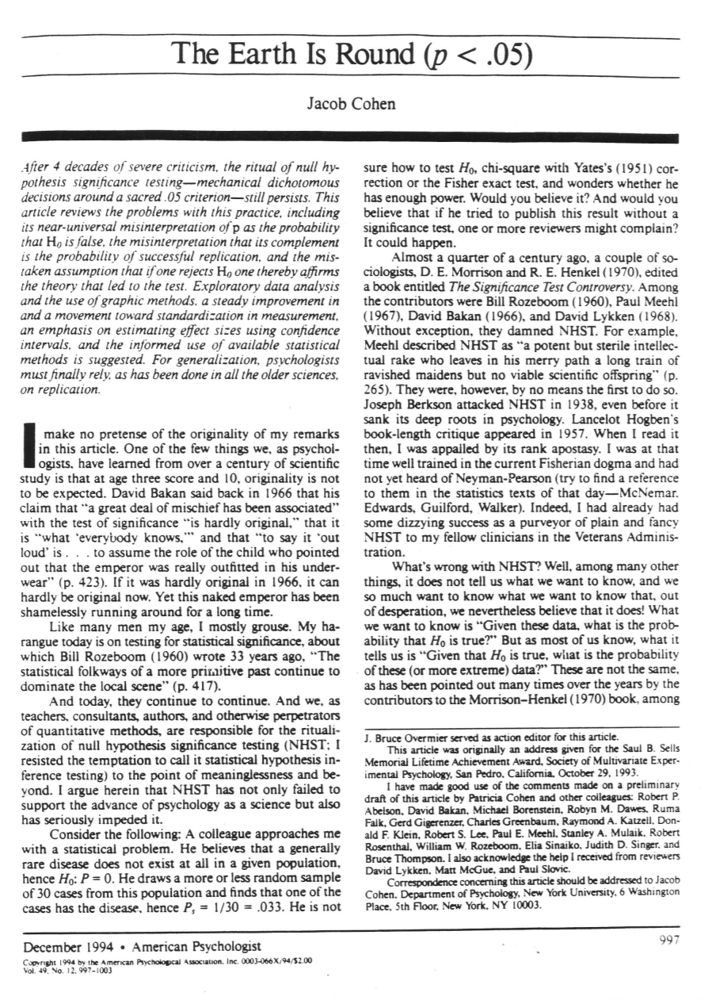 The Earth Is Round (p < .05)
Jacob Cohen
After 4 decades of severe criticism, the ritual of null hy-
pothesis significance testing—mechanical dichotomous
decisions around a sacred .05 criterion—still persists. This
article reviews the problems with this practice, including
its near-universal misinterpretation of p as the probability
that H0 is false, the misinterpretation that its complement
is the probability of successful replication, and the mis-
taken assumption that if one rejects H0 one thereby affirms
the theory that led to the test. Exploratory data analysis
and the use of graphic methods, a steady improvement in
and a movement toward standardization in measurement,
an emphasis on estimating effect sizes using confidence
intervals, and the informed use of available statistical
methods is suggested. For generalization, psychologists
must finally rely, as has been done in all the older sciences,
on replication.
I make no pretense of the originality of my remarks
in this article. One of the few things we, as psychol-
ogists, have learned from over a century of scientific
study is that at age three score and 10, originality is not
to be expected. David Bakan said back in 1966 that his
claim that “a great deal of mischief has been associated”
with the test of significance “is hardly original,” that it
is “what ‘everybody knows,’” and that “to say it ‘out
loud’ is . . . to assume the role of the child who pointed
out that the emperor was really outfitted in his under-
wear” (p. 423). If it was hardly original in 1966, it can
hardly be original now. Yet this naked emperor has been
shamelessly running around for a long time.
Like many men my age, I mostly grouse. My ha-
rangue today is on testing for statistical significance, about
which Bill Rozeboom (1960) wrote 33 years ago, “The
statistical folkways of a more primitive past continue to
dominate the local scene” (p. 417).
And today, they continue to continue. And we, as
teachers, consultants, authors, and otherwise perpetrators
of quantitative methods, are responsible for the rituali-
zation of null hypothesis significance testing (NHST; I
resisted the temptation to call it statistical hypothesis in-
ference testing) to the point of meaninglessness and be-
yond. I argue herein that NHST has not only failed to
support the advance of psychology as a science but also
has seriously impeded it.
Consider the following: A colleague approaches me
with a statistical problem. He believes that a generally
rare disease does not exist at all in a given population,
hence H0: P = 0. He draws a more or less random sample
of 30 cases from this population and finds that one of the
cases has the disease, hence Ps = 1/30 = .033. He is not
sure how to test H0, chi-square with Yates's (1951) cor-
rection or the Fisher exact test, and wonders whether he
has enough power. Would you believe it? And would you
believe that if he tried to publish this result without a
significance test, one or more reviewers might complain?
It could happen.
Almost a quarter of a century ago, a couple of so-
ciologists, D. E. Morrison and R. E. Henkel (1970), edited
a book entitled The Significance Test Controversy. Among
the contributors were Bill Rozeboom (1960), Paul Meehl
(1967), David Bakan (1966), and David Lykken (1968).
Without exception, they damned NHST. For example,
Meehl described NHST as “a potent but sterile intellec-
tual rake who leaves in his merry path a long train of
ravished maidens but no viable scientific offspring” (p.
265). They were, however, by no means the first to do so.
Joseph Berkson attacked NHST in 1938, even before it
sank its deep roots in psychology. Lancelot Hogben's
book-length critique appeared in 1957. When I read it
then, I was appalled by its rank apostasy. I was at that
time well trained in the current Fisherian dogma and had
not yet heard of Neyman-Pearson (try to find a reference
to them in the statistics texts of that day—McNemar,
Edwards, Guilford, Walker). Indeed, I had already had
some dizzying success as a purveyor of plain and fancy
NHST to my fellow clinicians in the Veterans Adminis-
tration.
What's wrong with NHST? Well, among many other
things, it does not tell us what we want to know, and we
so much want to know what we want to know that, out
of desperation, we nevertheless believe that it does! What
we want to know is “Given these data, what is the prob-
ability that H0 is true?” But as most of us know, what it
tells us is “Given that H0 is true, what is the probability
of these (or more extreme) data?” These are not the same,
as has been pointed out many times over the years by the
contributors to the Morrison–Henkel (1970) book, among
J. Bruce Overmier served as action editor for this article.
This article was originally an address given for the Saul B. Sells
Memorial Lifetime Achievement Award, Society of Multivariate Exper-
imental Psychology, San Pedro, California, October 29, 1993.
I have made good use of the comments made on a preliminary
draft of this article by Patricia Cohen and other colleagues: Robert P.
Abelson, David Bakan, Michael Borenstein, Robyn M. Dawes, Ruma
Falk, Gerd Gigerenzer, Charles Greenbaum, Raymond A. Katzell, Don-
ald F. Klein, Robert S. Lee, Paul E. Meehl, Stanley A. Mulaik, Robert
Rosenthal, William W. Rozeboom, Elia Sinaiko, Judith D. Singer, and
Bruce Thompson. I also acknowledge the help I received from reviewers
David Lykken, Matt McGue, and Paul Slovic.
Correspondence concerning this article should be addressed to Jacob
Cohen, Department of Psychology, New York University, 6 Washington
Place, 5th Floor, New York, NY 10003.
December 1994 • American Psychologist
Copyright 1994 by the American Psychological Association, Inc. 0003-066X/94/$2.00
Vol. 49, No. 12, 997–1003
997